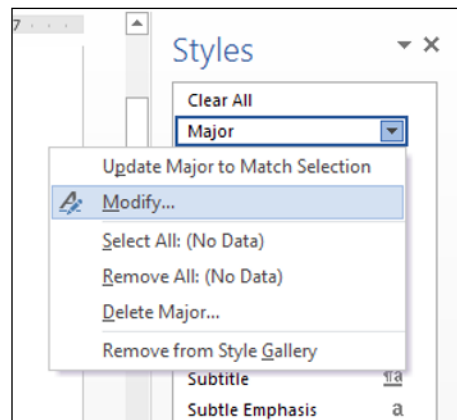 7
Styles
Clear All
Major
Update Major to Match Selection
Modify...
Select All: (No Data)
Remove All: (No Data)
Delete Major...
Remove from Style Gallery
Subtitle ¶a
Subtle Emphasis a